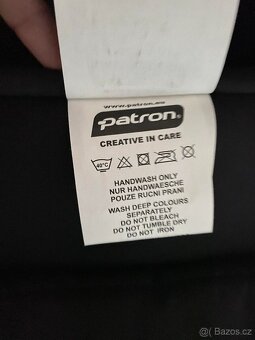 www.patron.eu
patron®
CREATIVE IN CARE
40°C
HANDWASH ONLY
NUR HANDWAESCHE
POUZE RUCNI PRANI
WASH DEEP COLOURS
SEPARATELY
DO NOT BLEACH
DO NOT TUMBLE DRY
DO NOT IRON
Bazoš.cz